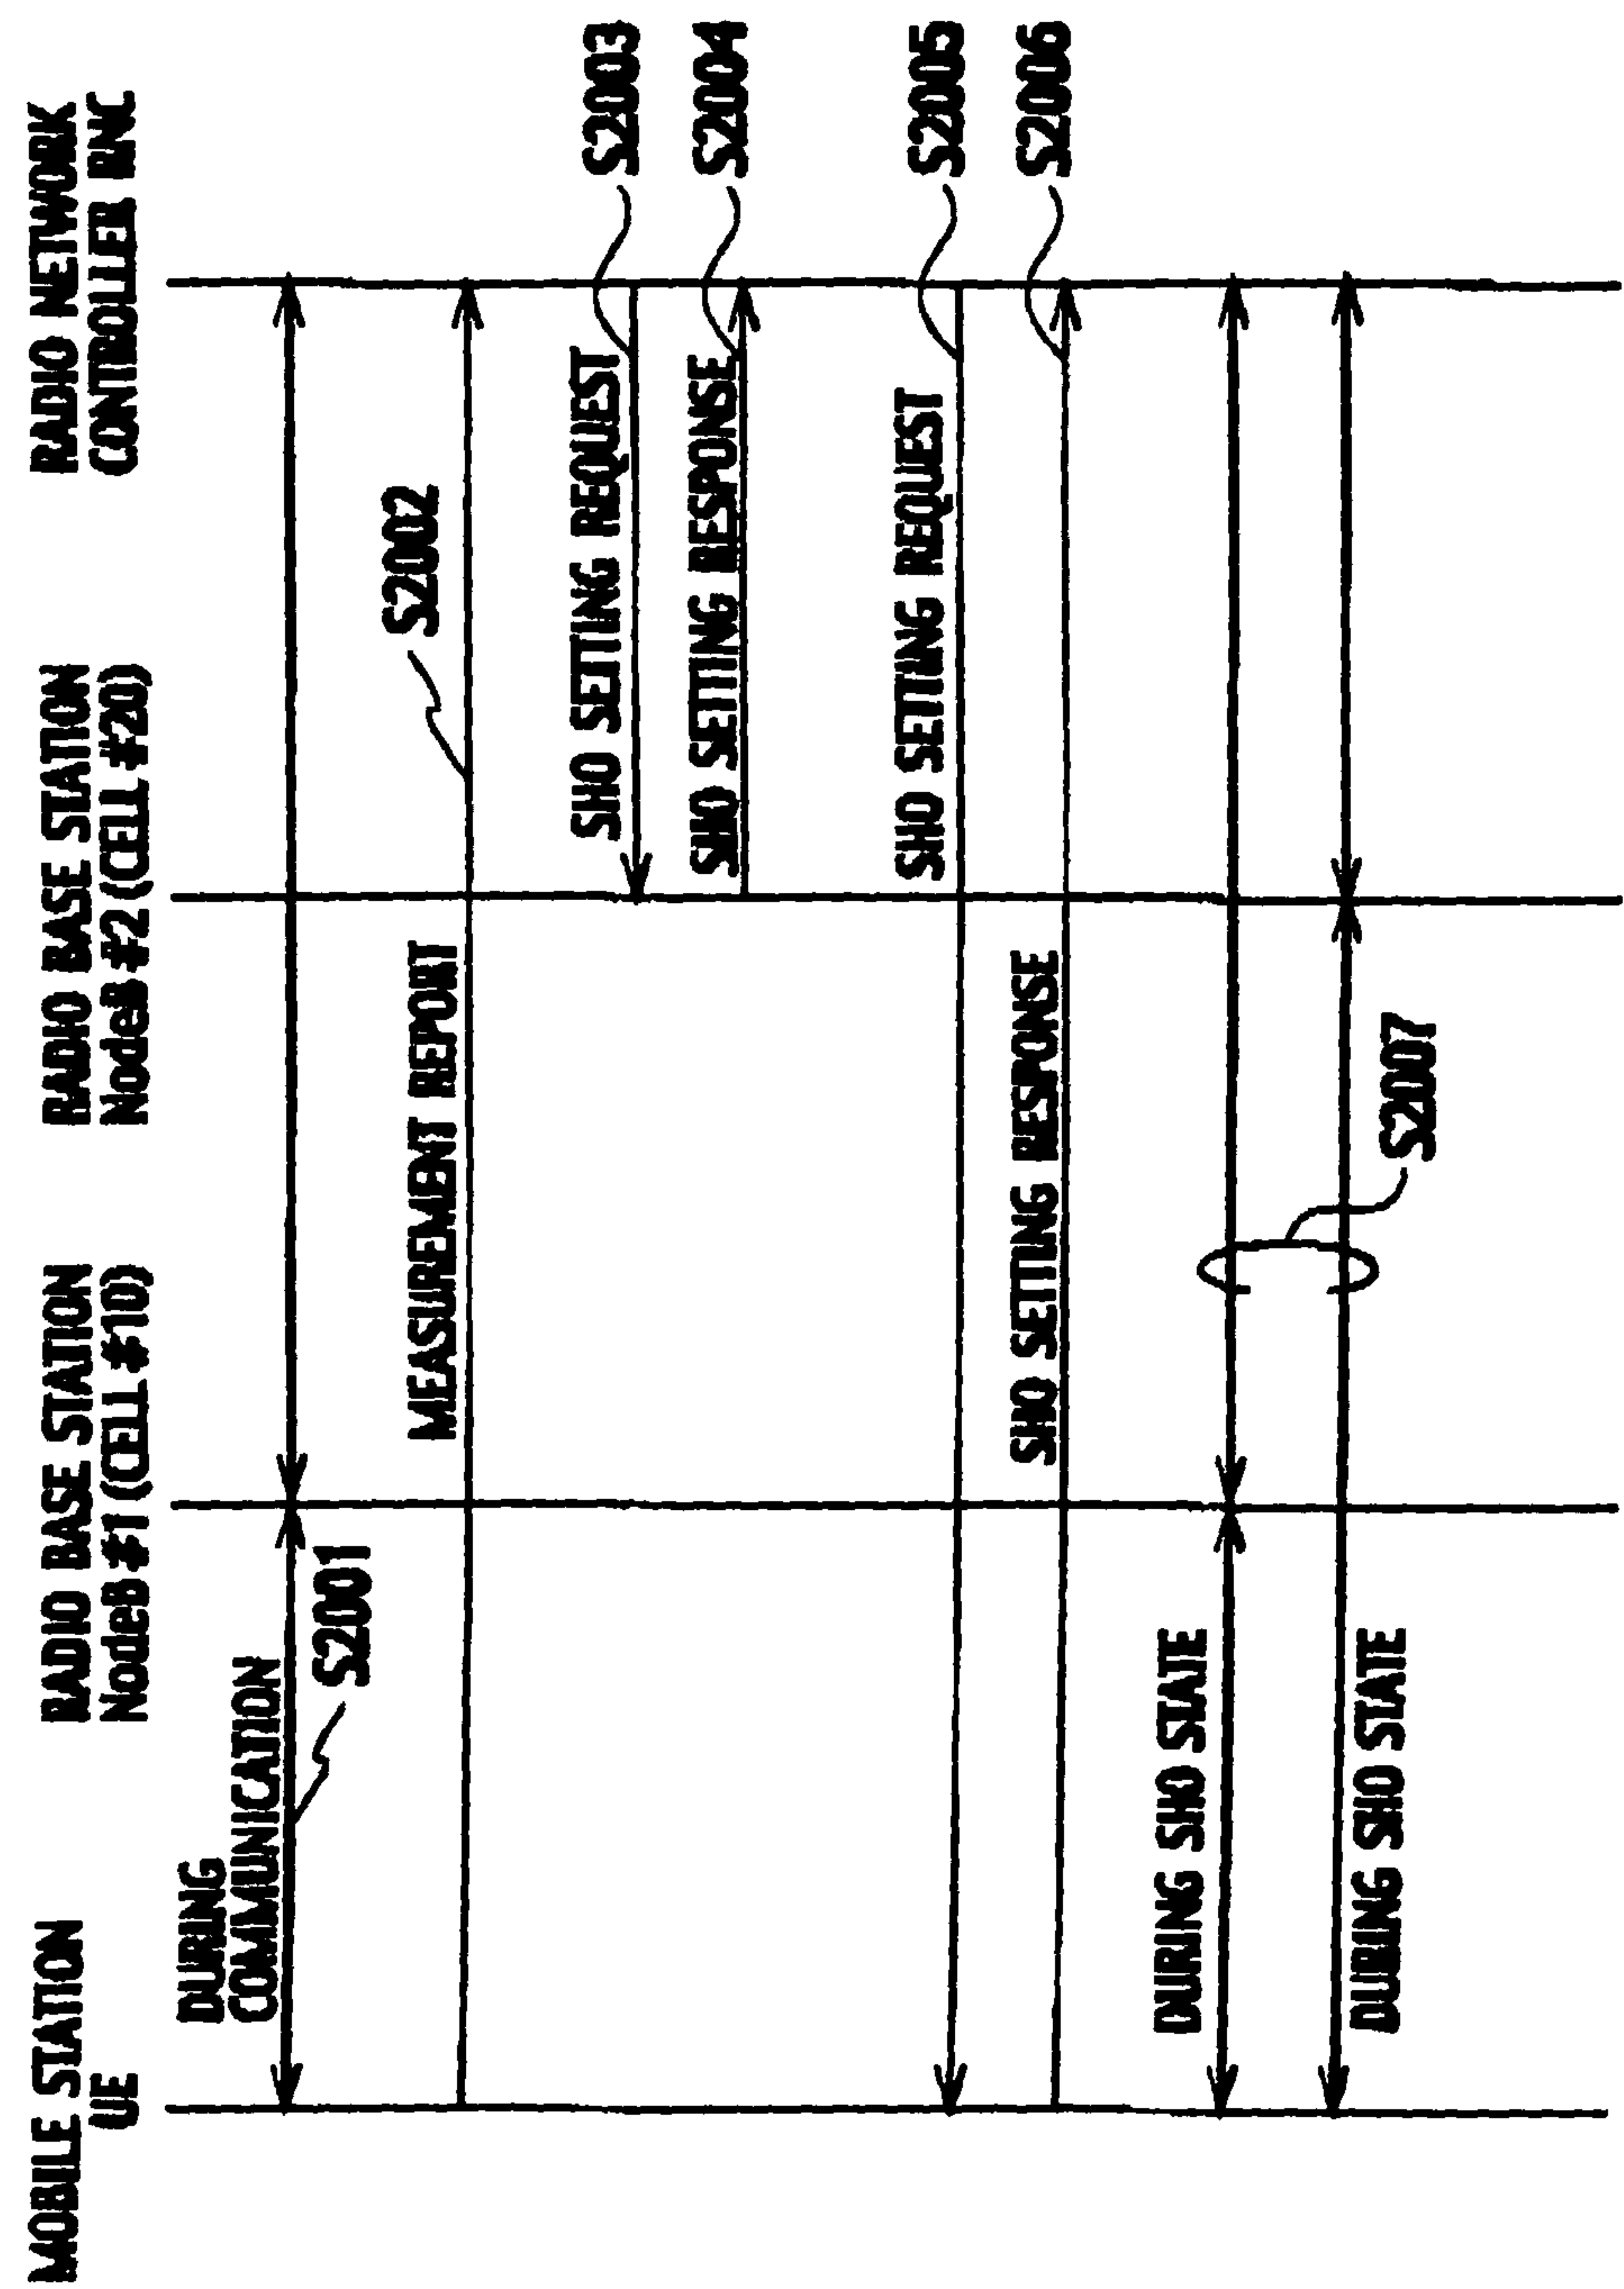 MOBILE STATION
UE
RADIO BASE STATION
NodeB #1 (CELL #10)
RADIO BASE STATION
NodeB #2 (CELL #20)
RADIO NETWORK
CONTROLLER RNC
DURING
COMMUNICATION
S2001
MEASUREMENT REPORT
S2002
SHO SETTING REQUEST
S2003
SHO SETTING RESPONSE
S2004
SHO SETTING REQUEST
S2005
SHO SETTING RESPONSE
S2006
DURING SHO STATE
S2007
DURING SHO STATE